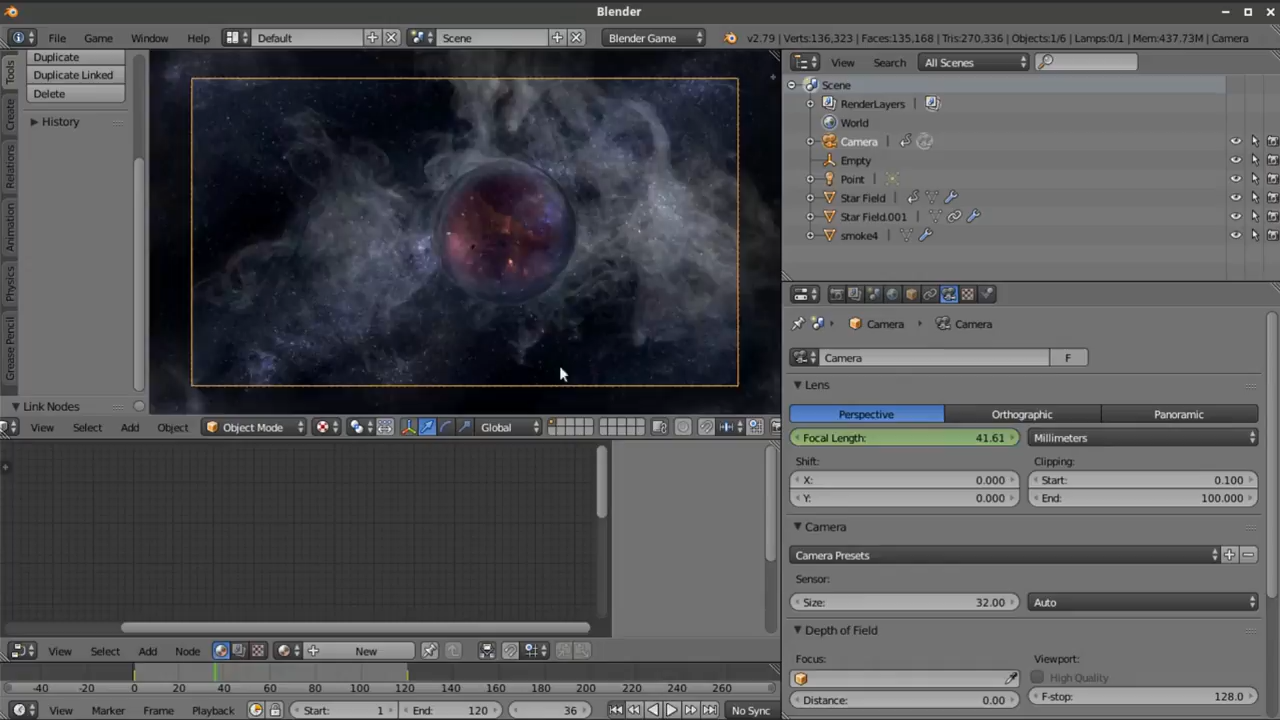 Blender
File Game Window Help Default Scene Blender Game v2.79 | Verts:136,323 | Faces:135,168 | Tris:270,336 | Objects:1/6 | Lamps:0/1 | Mem:437.73M | Camera
Duplicate
Duplicate Linked
Delete
History
Link Nodes
Tools
Create
Relations
Animation
Physics
Grease Pencil
View Search All Scenes
Scene
RenderLayers
World
Camera
Empty
Point
Star Field
Star Field.001
smoke4
Camera Camera
Camera F
Lens
Perspective Orthographic Panoramic
Focal Length: 41.61 Millimeters
Shift: Clipping:
X: 0.000 Start: 0.100
Y: 0.000 End: 100.000
Camera
Camera Presets
Sensor:
Size: 32.00 Auto
Depth of Field
Focus: Viewport:
High Quality
Distance: 0.00 F-stop: 128.0
View Select Add Object Object Mode Global
View Select Add Node New
-40 -20 0 20 40 60 80 100 120 140 160 180 200 220 240 260
View Marker Frame Playback Start: 1 End: 120 36 No Sync